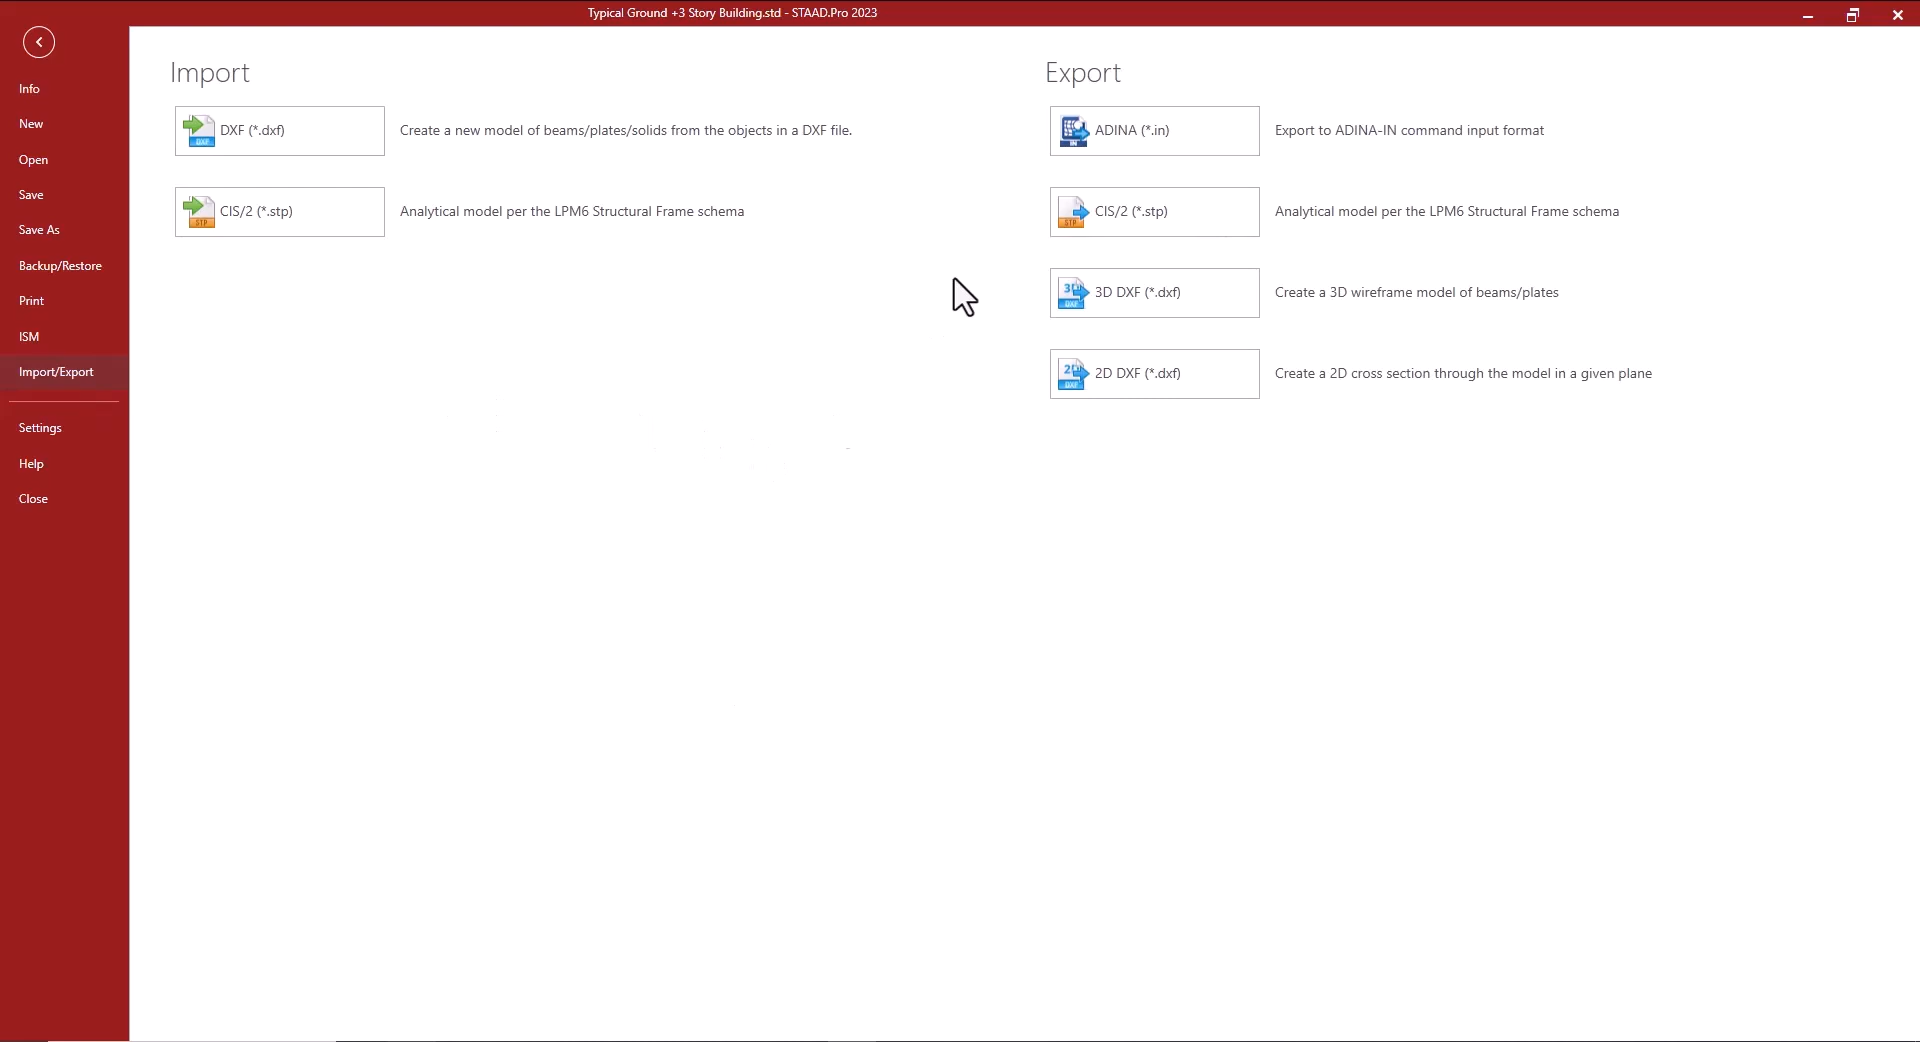 Typical Ground +3 Story Building.std - STAAD.Pro 2023
Info
New
Open
Save
Save As
Backup/Restore
Print
ISM
Import/Export
Settings
Help
Close
Import
DXF (*.dxf)
Create a new model of beams/plates/solids from the objects in a DXF file.
CIS/2 (*.stp)
Analytical model per the LPM6 Structural Frame schema
Export
ADINA (*.in)
Export to ADINA-IN command input format
CIS/2 (*.stp)
Analytical model per the LPM6 Structural Frame schema
3D DXF (*.dxf)
Create a 3D wireframe model of beams/plates
2D DXF (*.dxf)
Create a 2D cross section through the model in a given plane